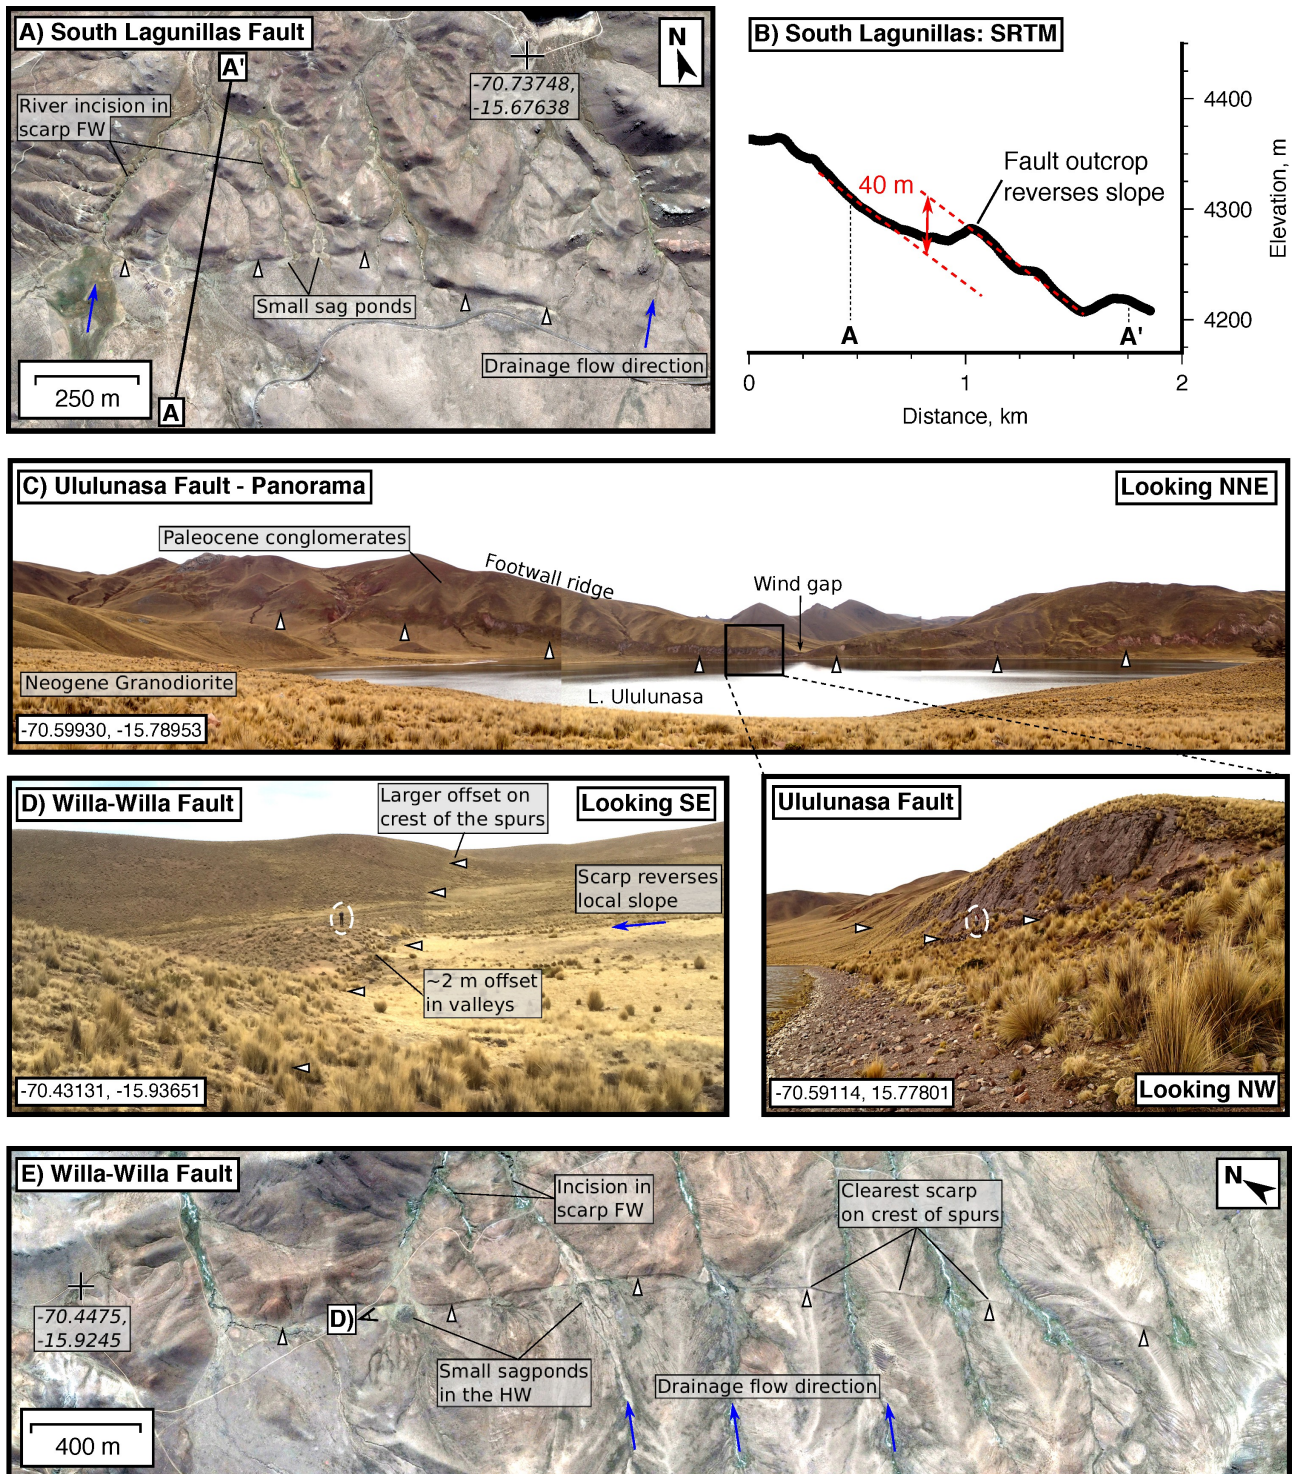 A) South Lagunillas Fault
A'
N
-70.73748,
-15.67638
River incision in
scarp FW
Small sag ponds
Drainage flow direction
250 m
A
B) South Lagunillas: SRTM
4400
4300
4200
Elevation, m
40 m
Fault outcrop
reverses slope
A
A'
0
1
2
Distance, km
C) Ululunasa Fault - Panorama
Looking NNE
Paleocene conglomerates
Footwall ridge
Wind gap
Neogene Granodiorite
L. Ululunasa
-70.59930, -15.78953
D) Willa-Willa Fault
Larger offset on
crest of the spurs
Looking SE
Scarp reverses
local slope
~2 m offset
in valleys
-70.43131, -15.93651
Ululunasa Fault
-70.59114, 15.77801
Looking NW
E) Willa-Willa Fault
Incision in
scarp FW
Clearest scarp
on crest of spurs
N
-70.4475,
-15.9245
D)
Small sagponds
in the HW
Drainage flow direction
400 m